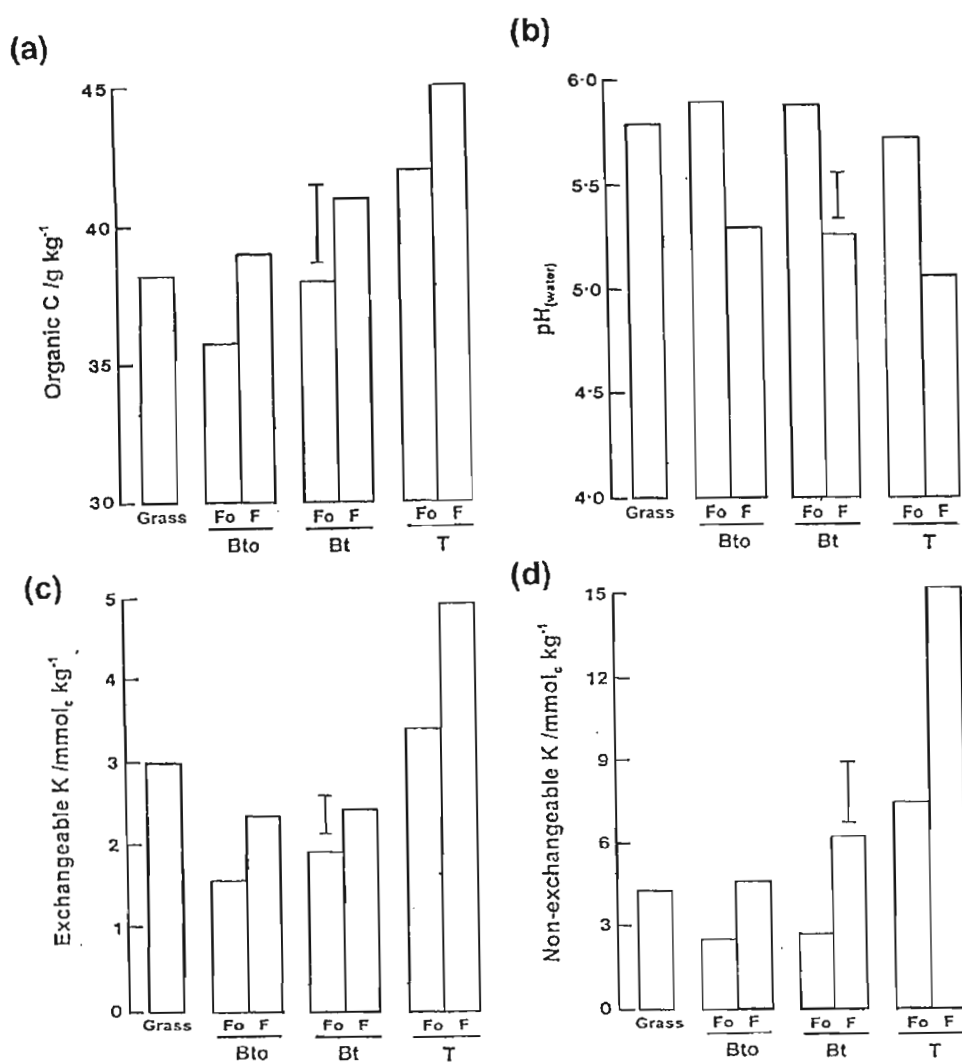 (a)
Organic C /g kg⁻¹
45
40
35
30
Grass
Fo F
Bto
Fo F
Bt
Fo F
T
(b)
pH(water)
6·0
5·5
5·0
4·5
4·0
Grass
Fo F
Bto
Fo F
Bt
Fo F
T
(c)
Exchangeable K /mmolc kg⁻¹
5
4
3
2
1
0
Grass
Fo F
Bto
Fo F
Bt
Fo F
T
(d)
Non-exchangeable K /mmolc kg⁻¹
15
12
9
6
3
0
Grass
Fo F
Bto
Fo F
Bt
Fo F
T